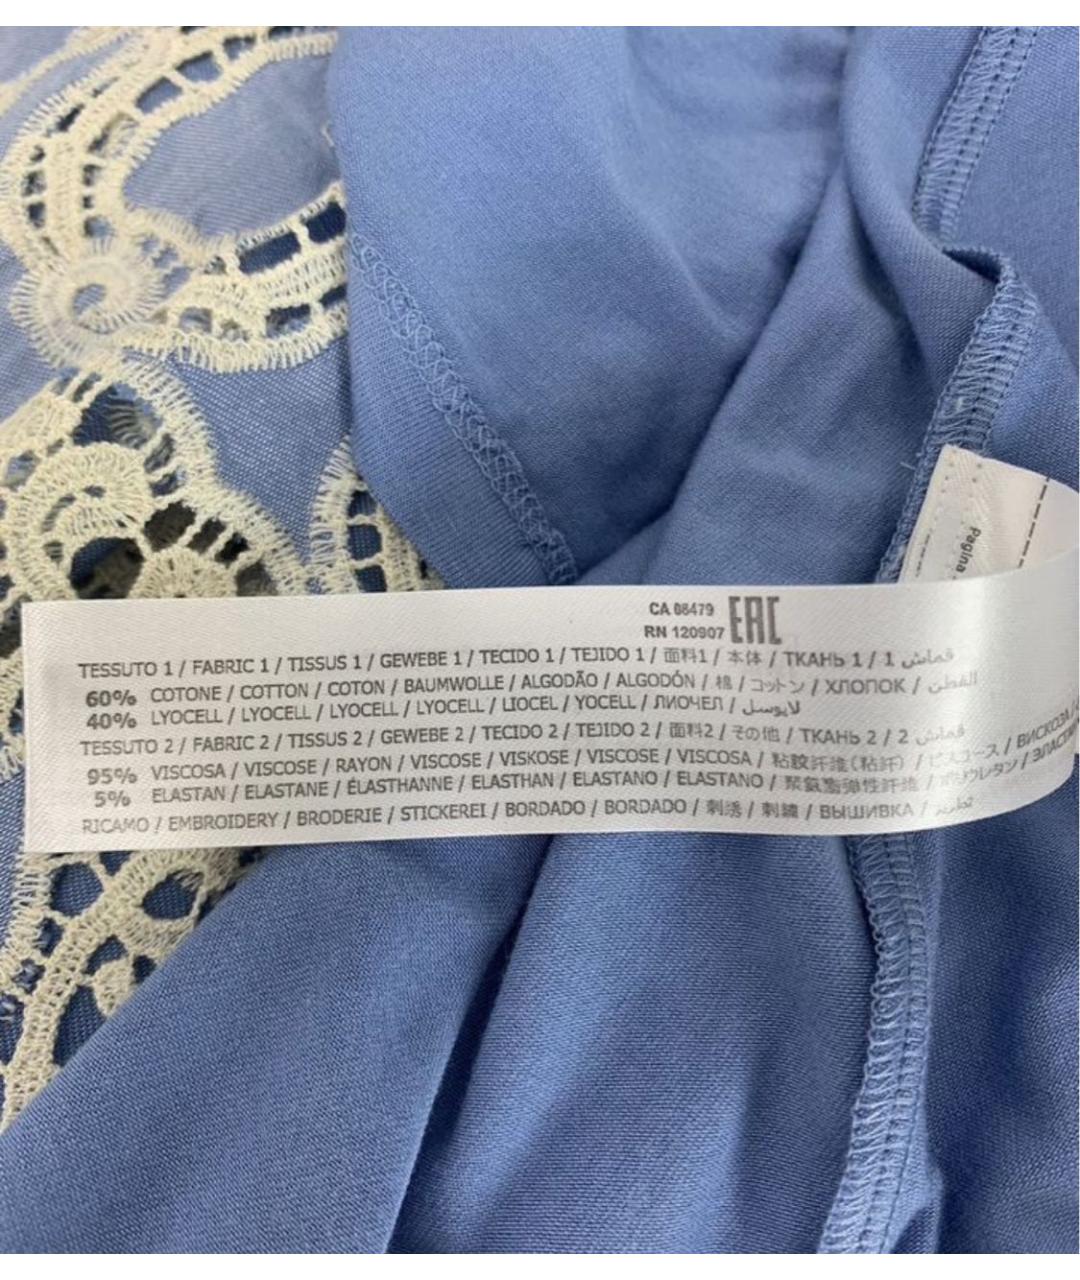 CA 08479
RN 120907
EAC
Pagina
TESSUTO 1 / FABRIC 1 / TISSUS 1 / GEWEBE 1 / TECIDO 1 / TEJIDO 1 / 面料1 / 本体 / ТКАНЬ 1 / 1 قماش
60% COTONE / COTTON / COTON / BAUMWOLLE / ALGODÃO / ALGODÓN / 棉 / コットン / ХЛОПОК / القطن
40% LYOCELL / LYOCELL / LYOCELL / LYOCELL / LIOCEL / YOCELL / ЛИОЧЕЛ / لايوسل
TESSUTO 2 / FABRIC 2 / TISSUS 2 / GEWEBE 2 / TECIDO 2 / TEJIDO 2 / 面料2 / その他 / ТКАНЬ 2 / 2 قماش
95% VISCOSA / VISCOSE / RAYON / VISCOSE / VISKOSE / VISCOSE / VISCOSA / 粘胶纤维(粘纤) / ビスコース / ВИСКОЗА /
5% ELASTAN / ELASTANE / ÉLASTHANNE / ELASTHAN / ELASTANO / ELASTANO / 聚氨酯弹性纤维 / ポリウレタン /
RICAMO / EMBROIDERY / BRODERIE / STICKEREI / BORDADO / BORDADO / 刺绣 / 刺繍 / ВЫШИВКА / تطريز